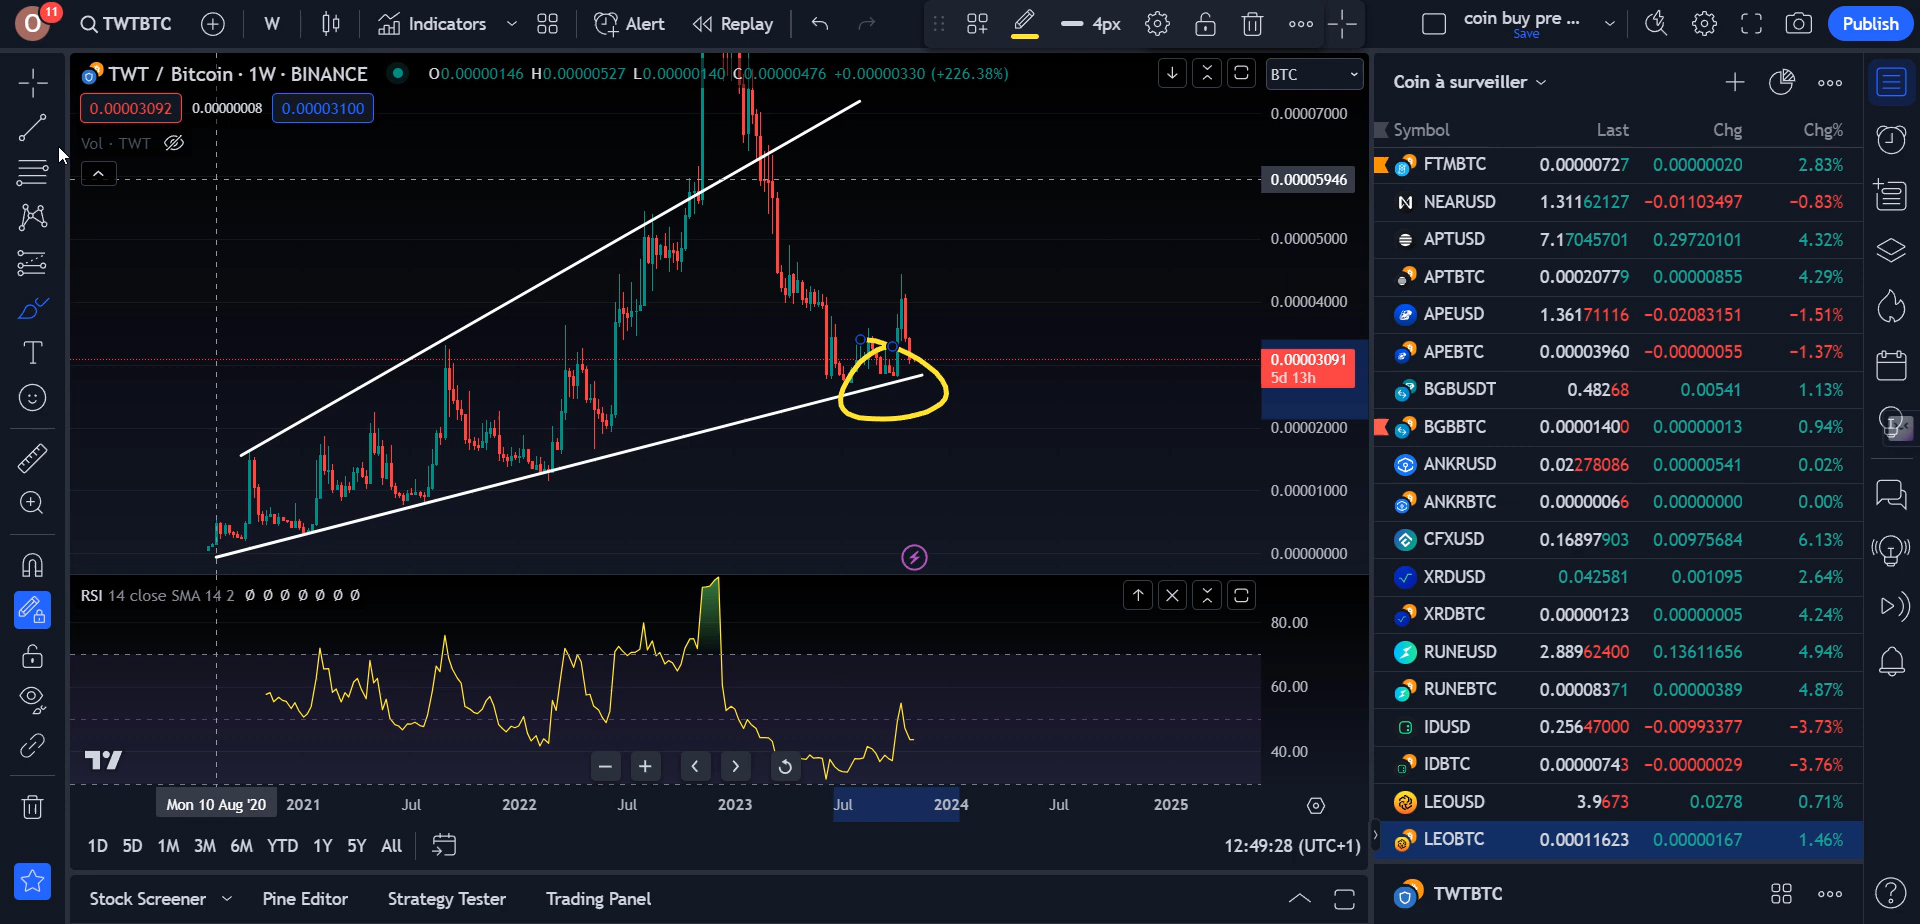 O 11 TWTBTC W Indicators Alert Replay 4px coin buy pre ... Save Publish
TWT / Bitcoin · 1W · BINANCE O0.00000146 H0.00000527 L0.00000140 C0.00000476 +0.00000330 (+226.38%) BTC
0.00003092 0.00000008 0.00003100
Vol · TWT
0.00007000
0.00005946
0.00005000
0.00004000
0.00003091
5d 13h
0.00002000
0.00001000
0.00000000
RSI 14 close SMA 14 2 Ø Ø Ø Ø Ø Ø Ø
80.00
60.00
40.00
Mon 10 Aug '20 2021 Jul 2022 Jul 2023 Jul 2024 Jul 2025
1D 5D 1M 3M 6M YTD 1Y 5Y All 12:49:28 (UTC+1)
Stock Screener Pine Editor Strategy Tester Trading Panel
Coin à surveiller
Symbol Last Chg Chg%
FTMBTC 0.00000727 0.00000020 2.83%
NEARUSD 1.31162127 −0.01103497 −0.83%
APTUSD 7.17045701 0.29720101 4.32%
APTBTC 0.00020779 0.00000855 4.29%
APEUSD 1.36171116 −0.02083151 −1.51%
APEBTC 0.00003960 −0.00000055 −1.37%
BGBUSDT 0.48268 0.00541 1.13%
BGBBTC 0.00001400 0.00000013 0.94%
ANKRUSD 0.02278086 0.00000541 0.02%
ANKRBTC 0.00000066 0.00000000 0.00%
CFXUSD 0.16897903 0.00975684 6.13%
XRDUSD 0.042581 0.001095 2.64%
XRDBTC 0.00000123 0.00000005 4.24%
RUNEUSD 2.88962400 0.13611656 4.94%
RUNEBTC 0.00008371 0.00000389 4.87%
IDUSD 0.25647000 −0.00993377 −3.73%
IDBTC 0.00000743 −0.00000029 −3.76%
LEOUSD 3.9673 0.0278 0.71%
LEOBTC 0.00011623 0.00000167 1.46%
TWTBTC